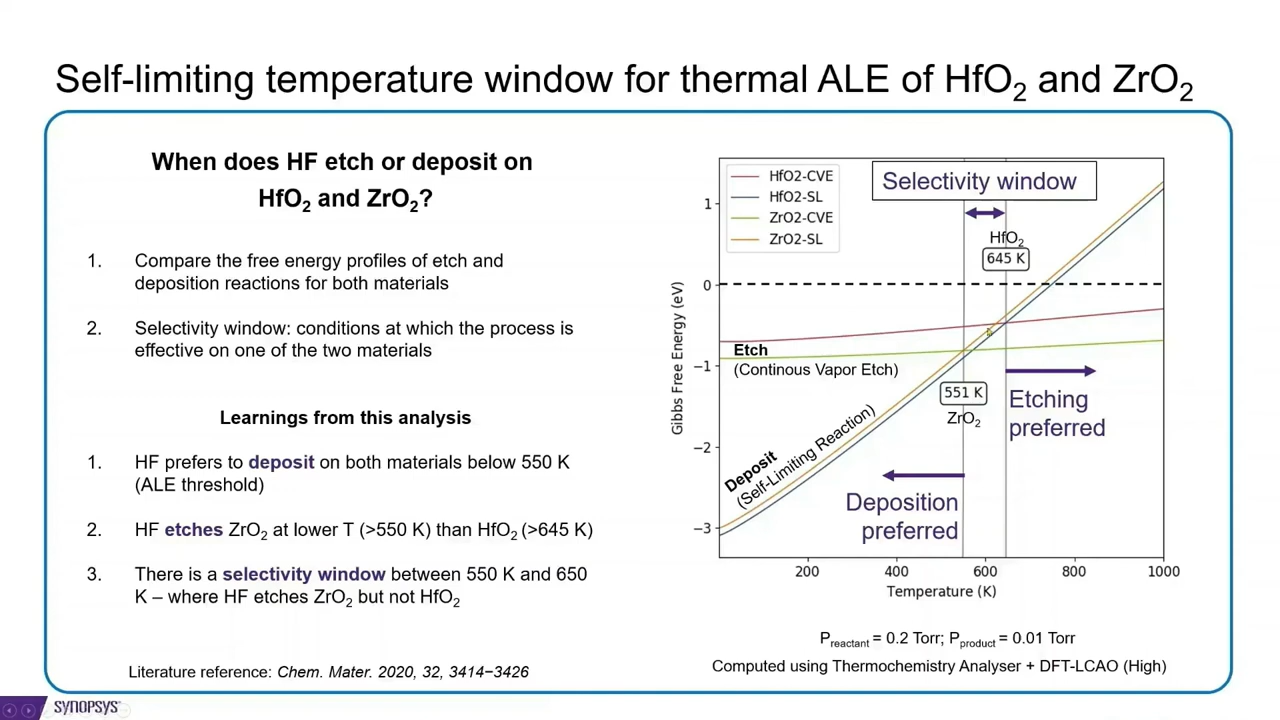 Self-limiting temperature window for thermal ALE of HfO₂ and ZrO₂
When does HF etch or deposit on
HfO₂ and ZrO₂?
1. Compare the free energy profiles of etch and
deposition reactions for both materials
2. Selectivity window: conditions at which the process is
effective on one of the two materials
Learnings from this analysis
1. HF prefers to deposit on both materials below 550 K
(ALE threshold)
2. HF etches ZrO₂ at lower T (>550 K) than HfO₂ (>645 K)
3. There is a selectivity window between 550 K and 650
K – where HF etches ZrO₂ but not HfO₂
Literature reference: Chem. Mater. 2020, 32, 3414−3426
HfO2-CVE
HfO2-SL
ZrO2-CVE
ZrO2-SL
Selectivity window
HfO₂
645 K
Etch
(Continous Vapor Etch)
551 K
ZrO₂
Etching
preferred
Deposit
(Self-Limiting Reaction)
Deposition
preferred
Gibbs Free Energy (eV)
1
0
−1
−2
−3
200 400 600 800 1000
Temperature (K)
Preactant = 0.2 Torr; Pproduct = 0.01 Torr
Computed using Thermochemistry Analyser + DFT-LCAO (High)
SYNOPSYS